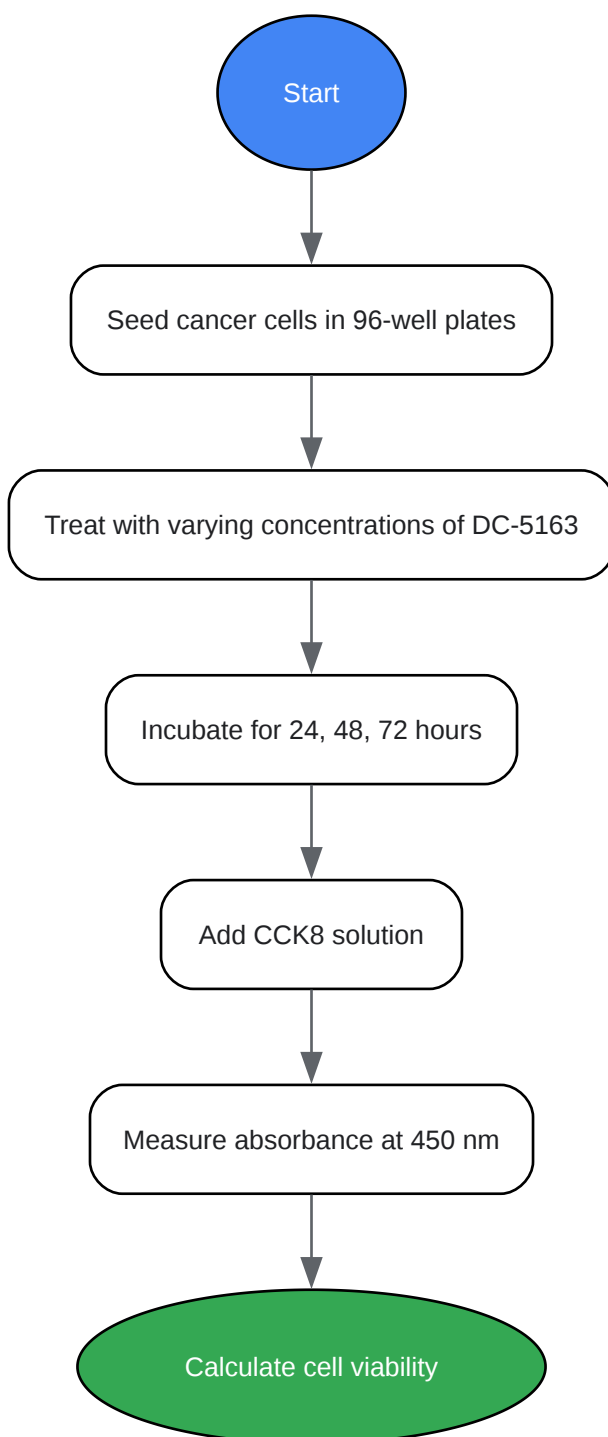 Start
Seed cancer cells in 96-well plates
Treat with varying concentrations of DC-5163
Incubate for 24, 48, 72 hours
Add CCK8 solution
Measure absorbance at 450 nm
Calculate cell viability